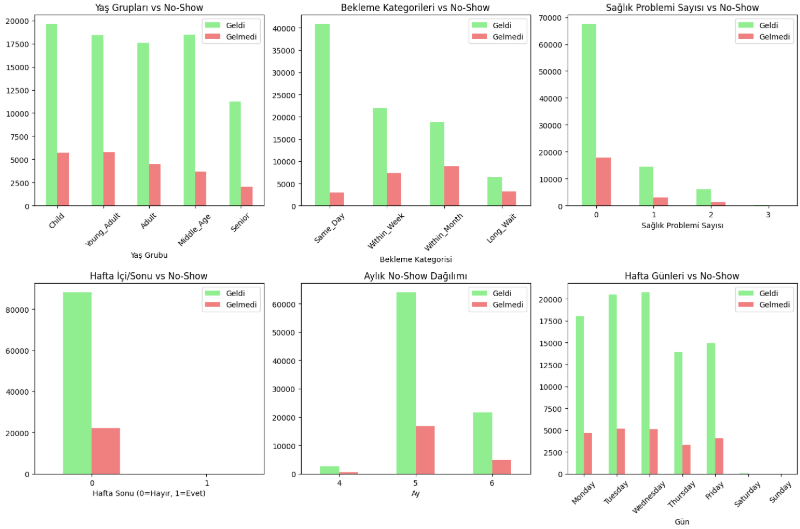 Yaş Grupları vs No-Show
20000
17500
15000
12500
10000
7500
5000
2500
0
Geldi
Gelmedi
Child
Young_Adult
Adult
Middle_Age
Senior
Yaş Grubu
Bekleme Kategorileri vs No-Show
40000
35000
30000
25000
20000
15000
10000
5000
0
Geldi
Gelmedi
Same_Day
Within_Week
Within_Month
Long_Wait
Bekleme Kategorisi
Sağlık Problemi Sayısı vs No-Show
70000
60000
50000
40000
30000
20000
10000
0
Geldi
Gelmedi
0 1 2 3
Sağlık Problemi Sayısı
Hafta İçi/Sonu vs No-Show
80000
60000
40000
20000
0
Geldi
Gelmedi
0 1
Hafta Sonu (0=Hayır, 1=Evet)
Aylık No-Show Dağılımı
60000
50000
40000
30000
20000
10000
0
Geldi
Gelmedi
4 5 6
Ay
Hafta Günleri vs No-Show
20000
17500
15000
12500
10000
7500
5000
2500
0
Geldi
Gelmedi
Monday
Tuesday
Wednesday
Thursday
Friday
Saturday
Sunday
Gün